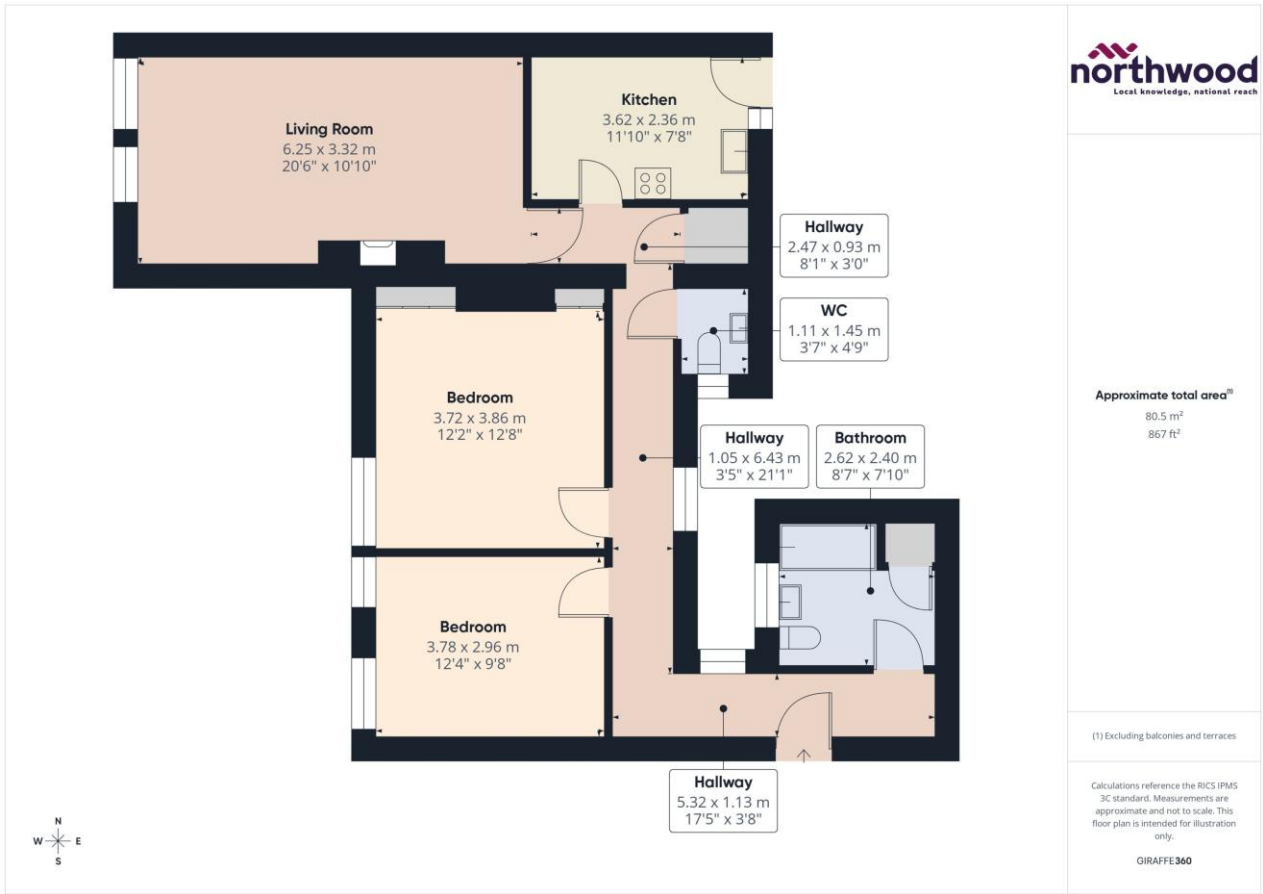 northwood
Local knowledge, national reach
Kitchen
3.62 x 2.36 m
11'10" x 7'8"
Living Room
6.25 x 3.32 m
20'6" x 10'10"
Hallway
2.47 x 0.93 m
8'1" x 3'0"
WC
1.11 x 1.45 m
3'7" x 4'9"
Bedroom
3.72 x 3.86 m
12'2" x 12'8"
Hallway
1.05 x 6.43 m
3'5" x 21'1"
Bathroom
2.62 x 2.40 m
8'7" x 7'10"
Bedroom
3.78 x 2.96 m
12'4" x 9'8"
Hallway
5.32 x 1.13 m
17'5" x 3'8"
N
W E
S
Approximate total area(1)
80.5 m²
867 ft²
(1) Excluding balconies and terraces
Calculations reference the RICS IPMS
3C standard. Measurements are
approximate and not to scale. This
floor plan is intended for illustration
only.
GIRAFFE360